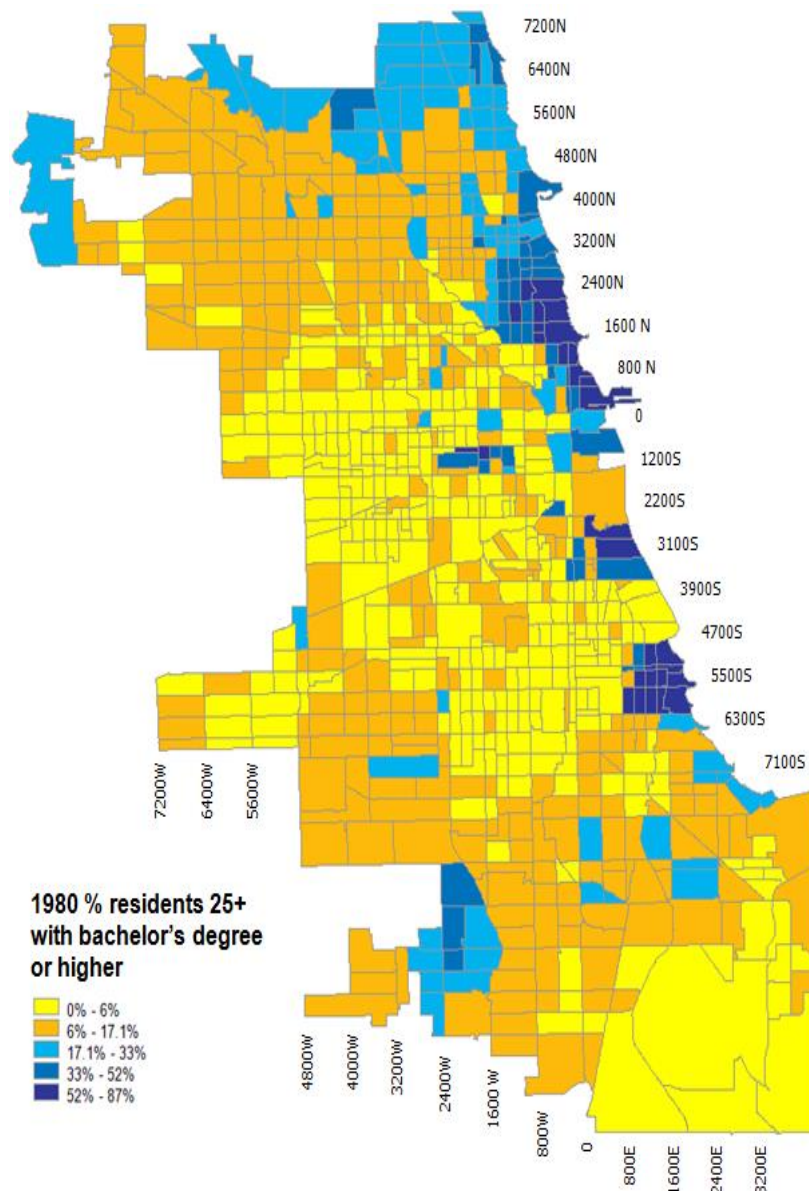 7200N
6400N
5600N
4800N
4000N
3200N
2400N
1600 N
800 N
0
1200S
2200S
3100S
3900S
4700S
5500S
6300S
7100S
7200W
6400W
5600W
1980 % residents 25+
with bachelor's degree
or higher
0% - 6%
6% - 17.1%
17.1% - 33%
33% - 52%
52% - 87%
4800W
4000W
3200W
2400W
1600 W
800W
0
800E
1600E
2400E
3200E